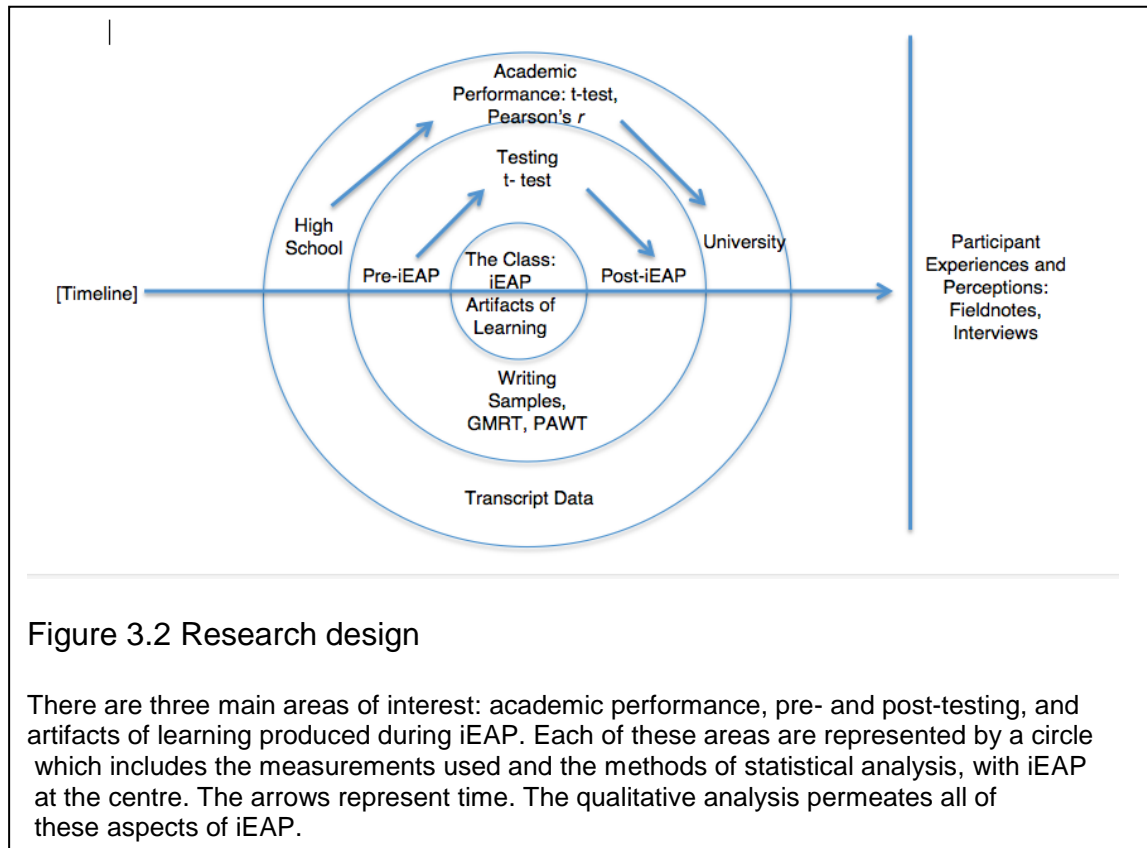 Academic
Performance: t-test,
Pearson's r
Testing
t- test
High
School
University
Pre-iEAP
Post-iEAP
The Class:
iEAP
Artifacts of
Learning
[Timeline]
Participant
Experiences and
Perceptions:
Fieldnotes,
Interviews
Writing
Samples,
GMRT, PAWT
Transcript Data
Figure 3.2 Research design
There are three main areas of interest: academic performance, pre- and post-testing, and
artifacts of learning produced during iEAP. Each of these areas are represented by a circle
which includes the measurements used and the methods of statistical analysis, with iEAP
at the centre. The arrows represent time. The qualitative analysis permeates all of
these aspects of iEAP.